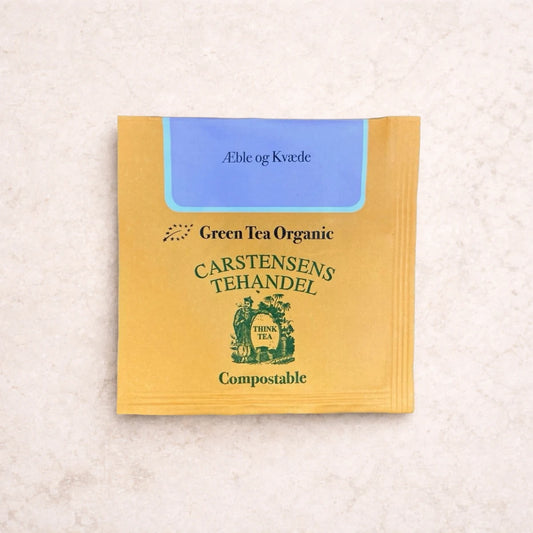 Æble og Kvæde
Green Tea Organic
CARSTENSENS
TEHANDEL
THINK
TEA
Compostable